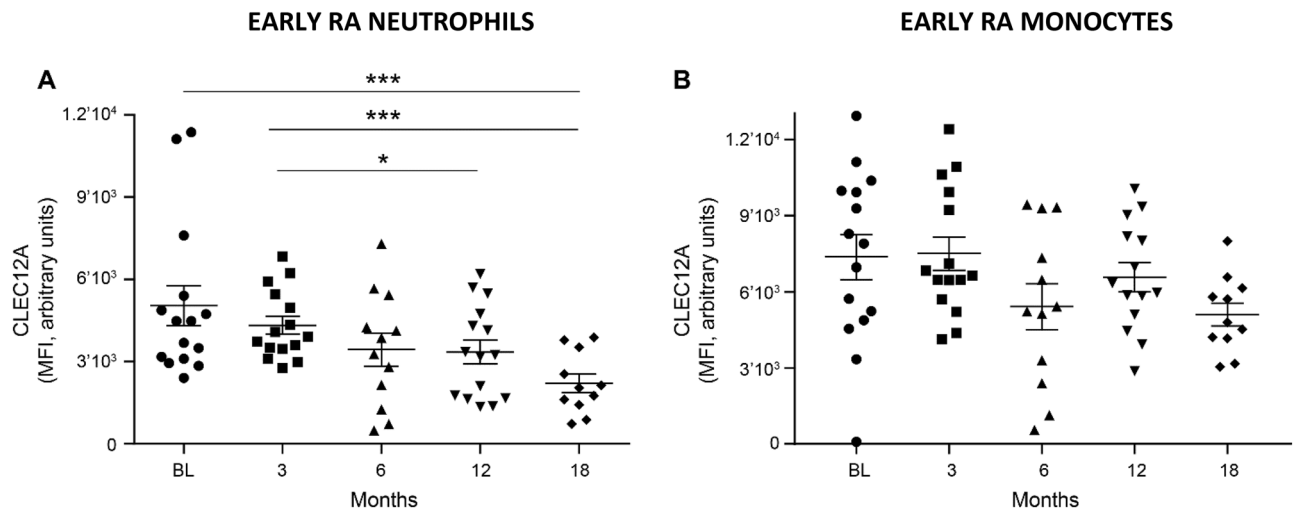 EARLY RA NEUTROPHILS
A
***
***
*
1.2'10⁴
9'10³
6'10³
3'10³
0
CLEC12A
(MFI, arbitrary units)
BL 3 6 12 18
Months
EARLY RA MONOCYTES
B
1.2'10⁴
9'10³
6'10³
3'10³
0
CLEC12A
(MFI, arbitrary units)
BL 3 6 12 18
Months